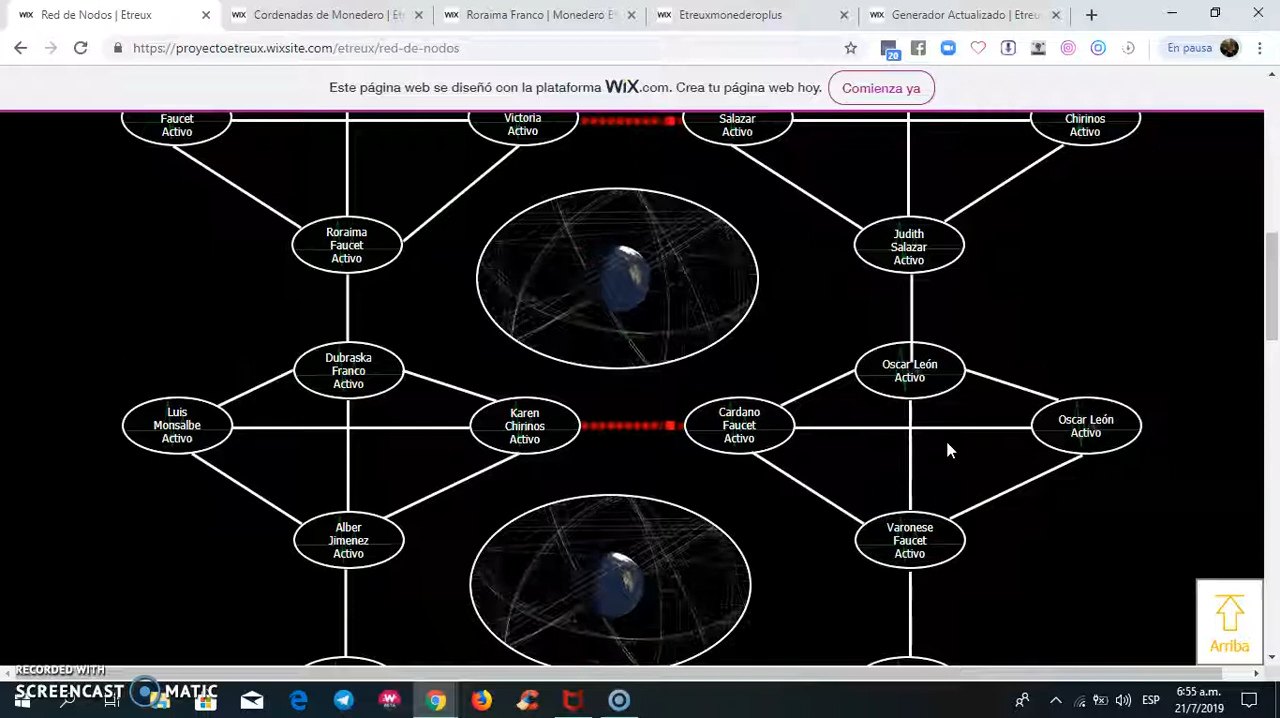 Red de Nodos | Etreux
Cordenadas de Monedero | Et
Roraima Franco | Monedero E
Etreuxmonederoplus
Generador Actualizado | Etreu
https://proyectoetreux.wixsite.com/etreux/red-de-nodos
20
En pausa
Este página web se diseñó con la plataforma WiX.com. Crea tu página web hoy.
Comienza ya
Faucet
Activo
Victoria
Activo
Salazar
Activo
Chirinos
Activo
Roraima
Faucet
Activo
Judith
Salazar
Activo
Dubraska
Franco
Activo
Oscar León
Activo
Luis
Monsalbe
Activo
Karen
Chirinos
Activo
Cardano
Faucet
Activo
Oscar León
Activo
Alber
Jimenez
Activo
Varonese
Faucet
Activo
Arriba
RECORDED WITH
SCREENCAST MATIC
ESP
6:55 a.m.
21/7/2019